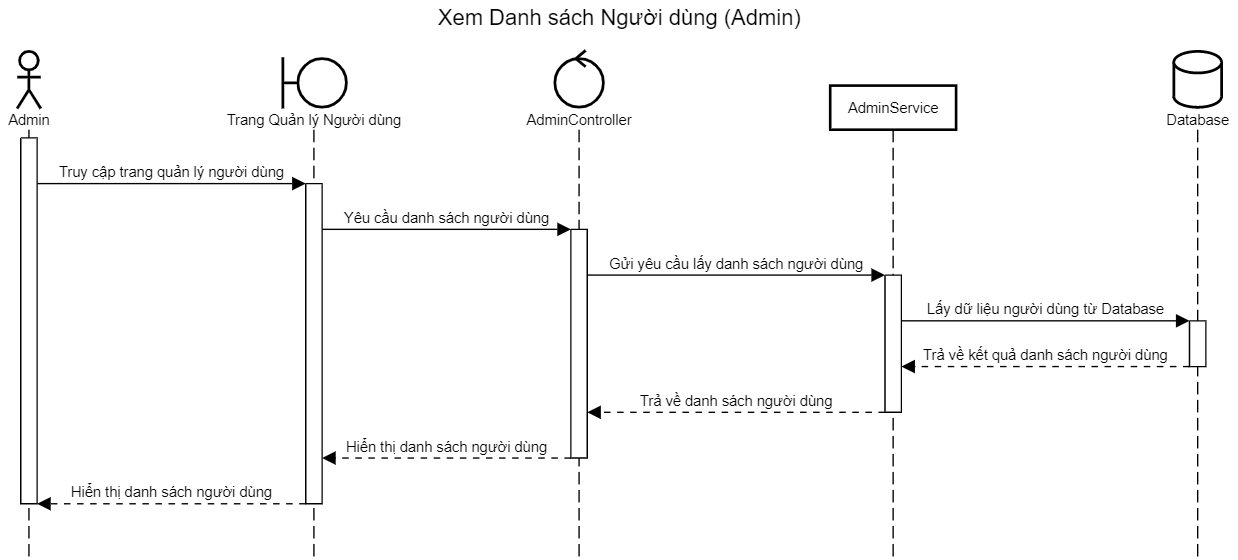 Xem Danh sách Người dùng (Admin)
Admin
Trang Quản lý Người dùng
AdminController
AdminService
Database
Truy cập trang quản lý người dùng
Yêu cầu danh sách người dùng
Gửi yêu cầu lấy danh sách người dùng
Lấy dữ liệu người dùng từ Database
Trả về kết quả danh sách người dùng
Trả về danh sách người dùng
Hiển thị danh sách người dùng
Hiển thị danh sách người dùng